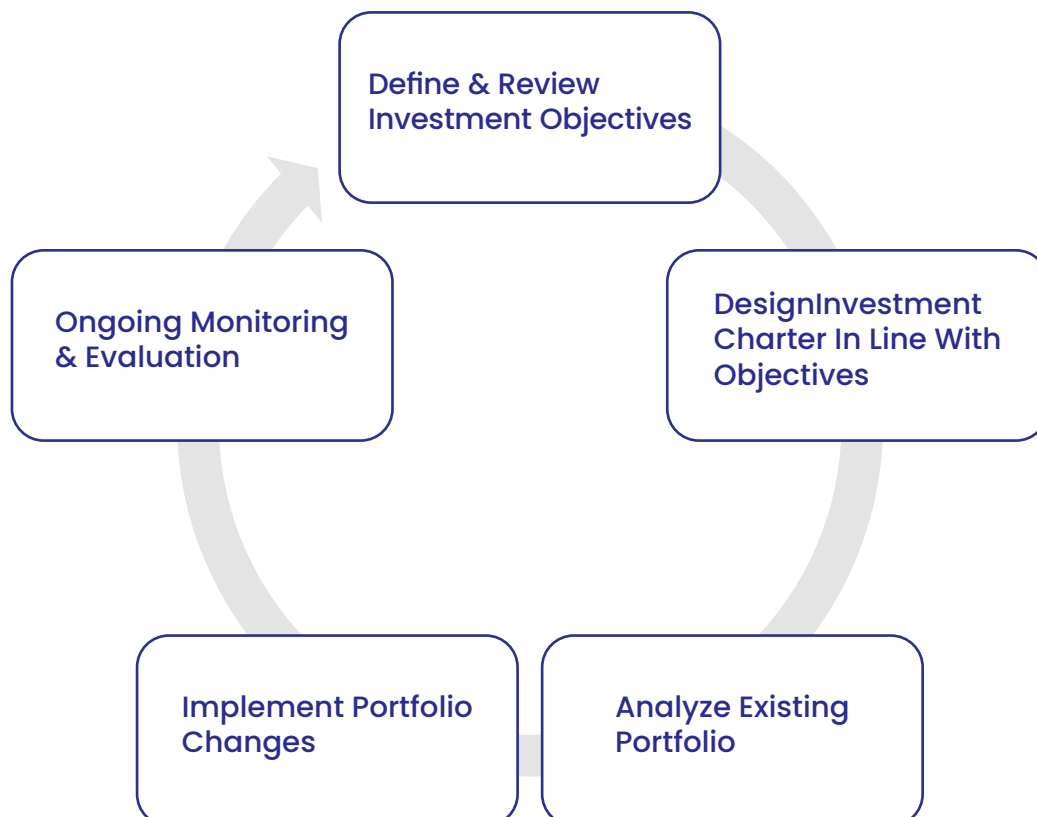 Define & Review
Investment Objectives
DesignInvestment
Charter In Line With
Objectives
Analyze Existing
Portfolio
Implement Portfolio
Changes
Ongoing Monitoring
& Evaluation